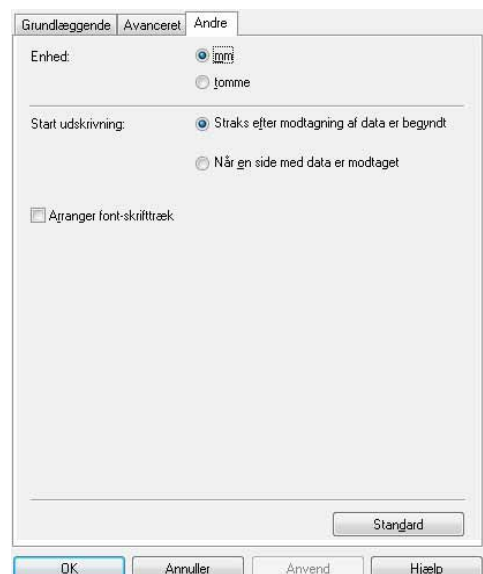 Grundlæggende Avanceret Andre
Enhed: mm
tomme
Start udskrivning: Straks efter modtagning af data er begyndt
Når en side med data er modtaget
Arranger font-skrifttræk
Standard
OK Annuller Anvend Hjælp